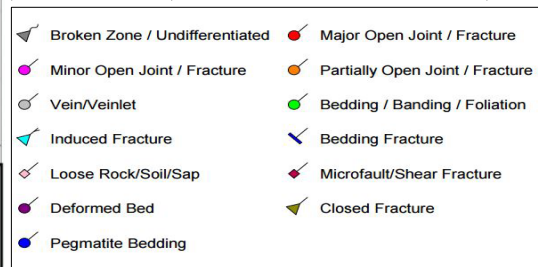 Broken Zone / Undifferentiated
Major Open Joint / Fracture
Minor Open Joint / Fracture
Partially Open Joint / Fracture
Vein/Veinlet
Bedding / Banding / Foliation
Induced Fracture
Bedding Fracture
Loose Rock/Soil/Sap
Microfault/Shear Fracture
Deformed Bed
Closed Fracture
Pegmatite Bedding